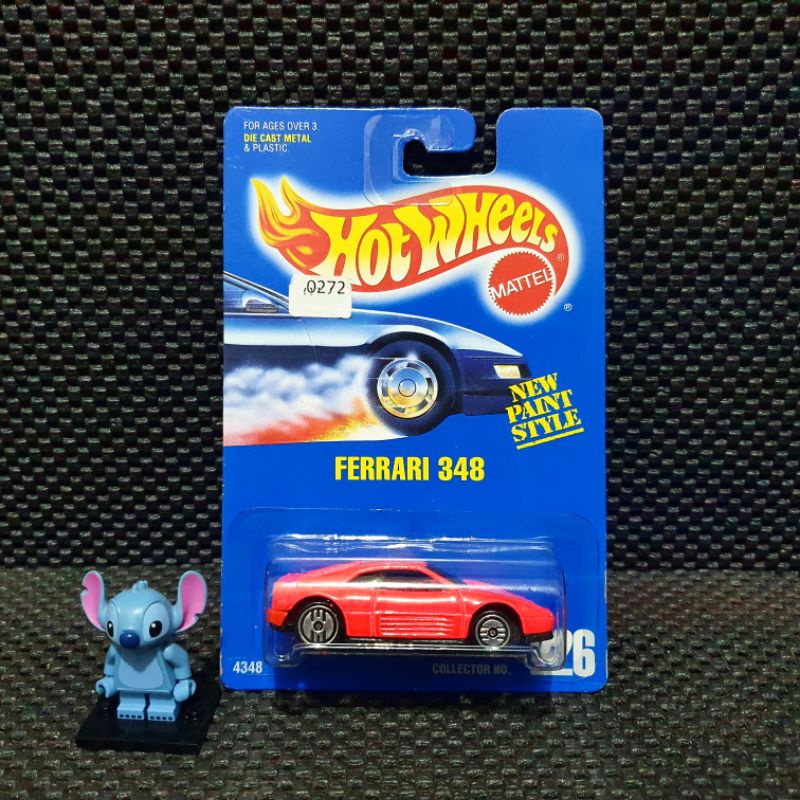 FOR AGES OVER 3.
DIE CAST METAL
& PLASTIC.
HOT WHEELS
®
MATTEL
®
0272
NEW
PAINT
STYLE
FERRARI 348
4348
COLLECTOR NO.
26